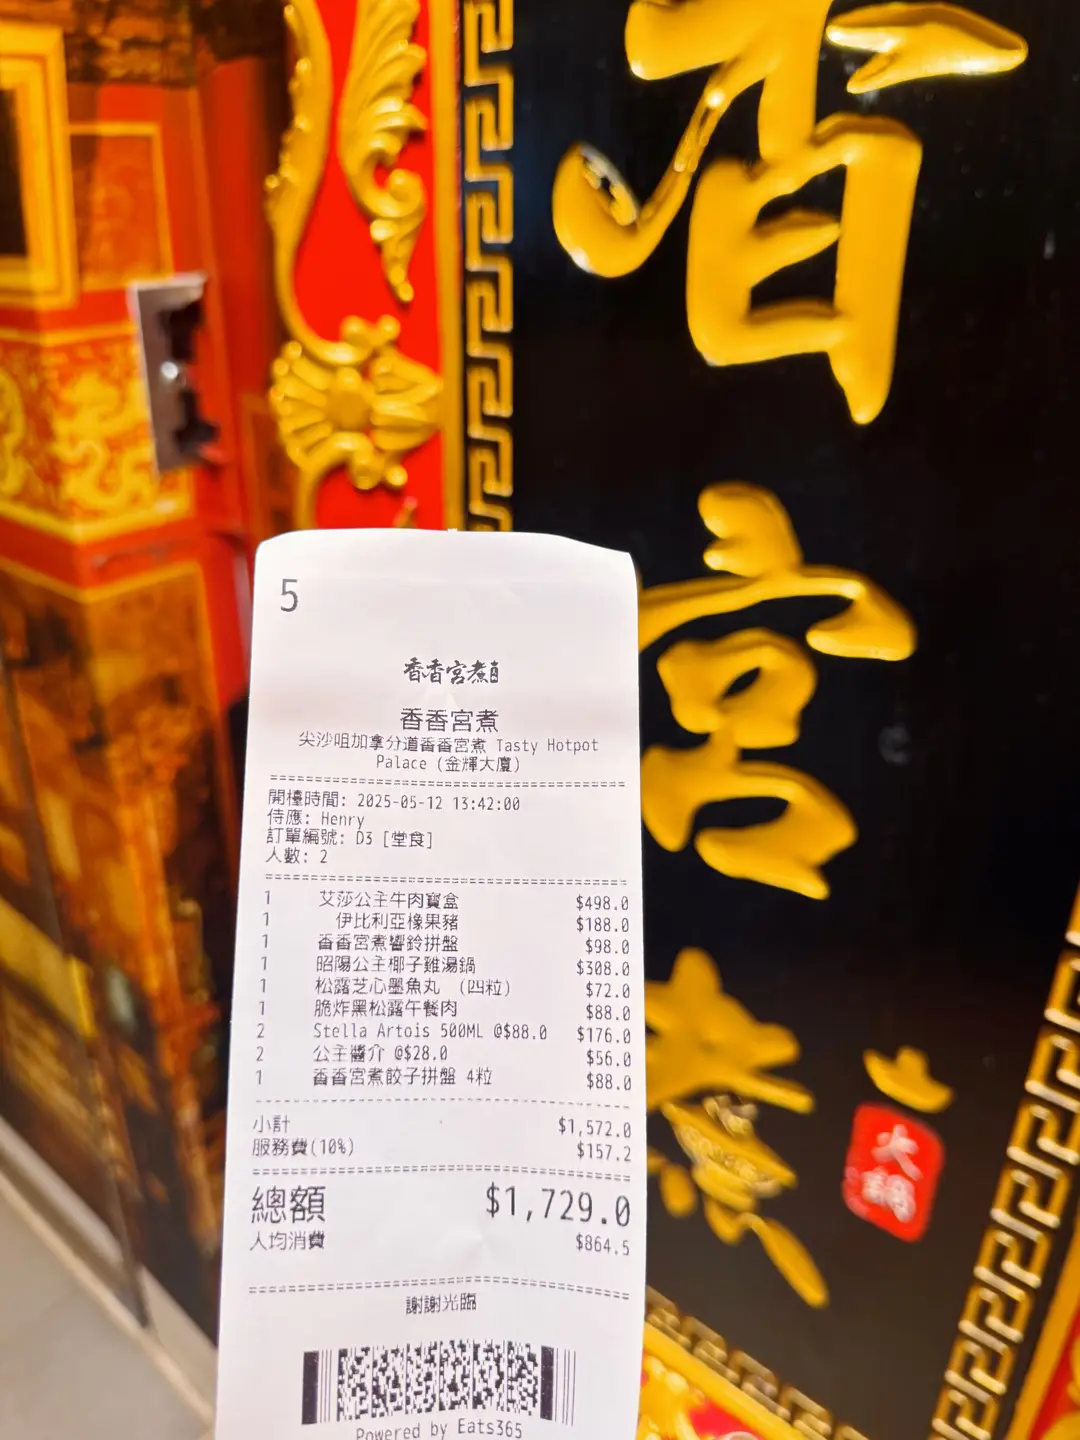 香
宮
煮
火鍋
5
香香宮煮
香香宮煮
尖沙咀加拿分道香香宮煮 Tasty Hotpot
Palace (金輝大廈)
開檯時間: 2025-05-12 13:42:00
侍應: Henry
訂單編號: D3 [堂食]
人數: 2
1 艾莎公主牛肉寶盒 $498.0
1 伊比利亞橡果豬 $188.0
1 香香宮煮響鈴拼盤 $98.0
1 昭陽公主椰子雞湯鍋 $308.0
1 松露芝心墨魚丸 (四粒) $72.0
1 脆炸黑松露午餐肉 $88.0
2 Stella Artois 500ML @$88.0 $176.0
2 公主醬介 @$28.0 $56.0
1 香香宮煮餃子拼盤 4粒 $88.0
小計 $1,572.0
服務費(10%) $157.2
總額 $1,729.0
人均消費 $864.5
謝謝光臨
Powered by Eats365